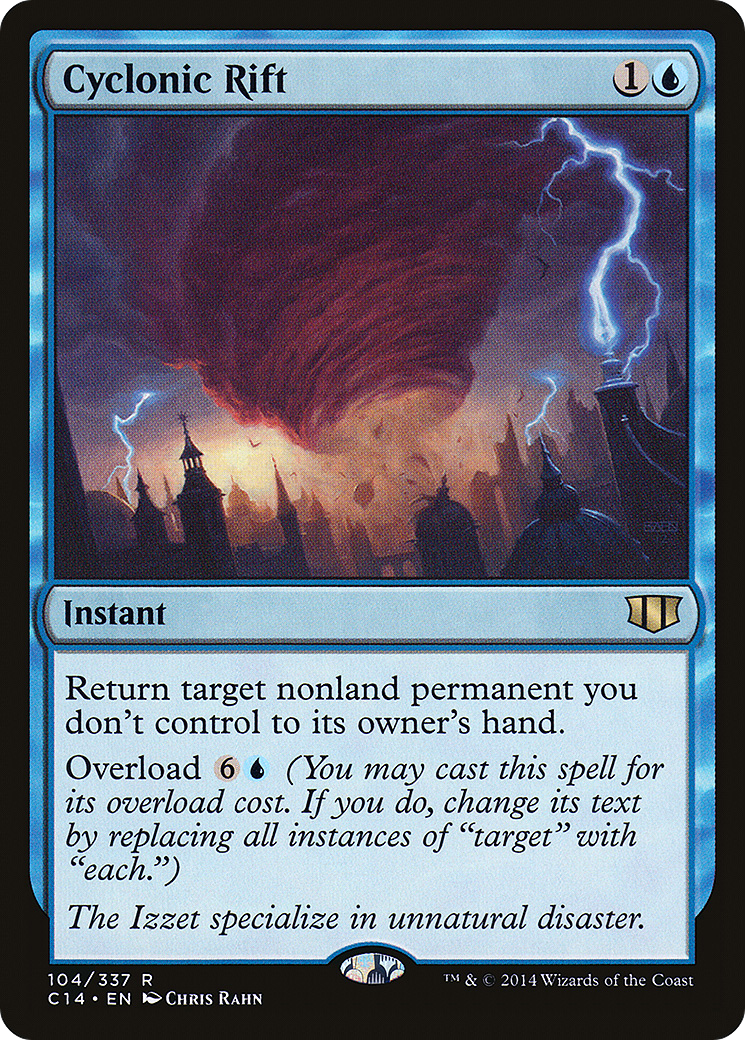 Cyclonic Rift 1
Instant
Return target nonland permanent you
don't control to its owner's hand.
Overload 6 (You may cast this spell for
its overload cost. If you do, change its text
by replacing all instances of "target" with
"each.")
The Izzet specialize in unnatural disaster.
104/337 R ™ & © 2014 Wizards of the Coast
C14 • EN Chris Rahn